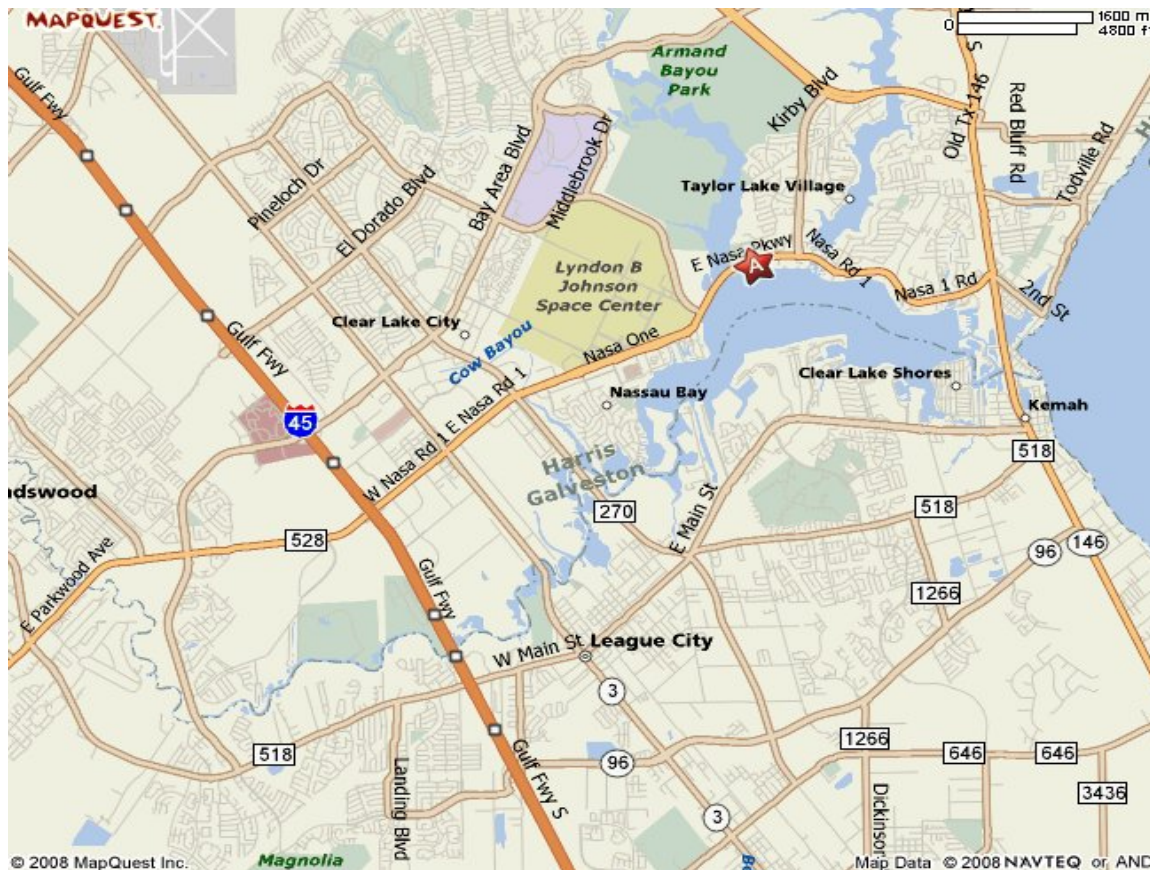 MAPQUEST.
0
1600 m
4800 ft
Gulf Fwy
Armand
Bayou
Park
Kirby Blvd
S
Old Tx 146
Red Bluff Rd
Todville Rd
Pineloch Dr
El Dorado Blvd
Bay Area Blvd
Middlebrook Dr
Taylor Lake Village
E Nasa Pkwy
A
Nasa Rd 1
Nasa 1 Rd
2nd St
Lyndon B
Johnson
Space Center
Clear Lake City
Cow Bayou
Nasa One
Gulf Fwy
45
Nassau Bay
Clear Lake Shores
Kemah
W Nasa Rd 1
E Nasa Rd 1
Harris
Galveston
518
dswood
270
E Main St
518
528
96
146
E Parkwood Ave
Gulf Fwy
1266
W Main St
League City
3
518
Gulf Fwy S
96
1266
646
646
Landing Blvd
3436
3
Dickinson
© 2008 MapQuest Inc.
Magnolia
Map Data © 2008 NAVTEQ or AND